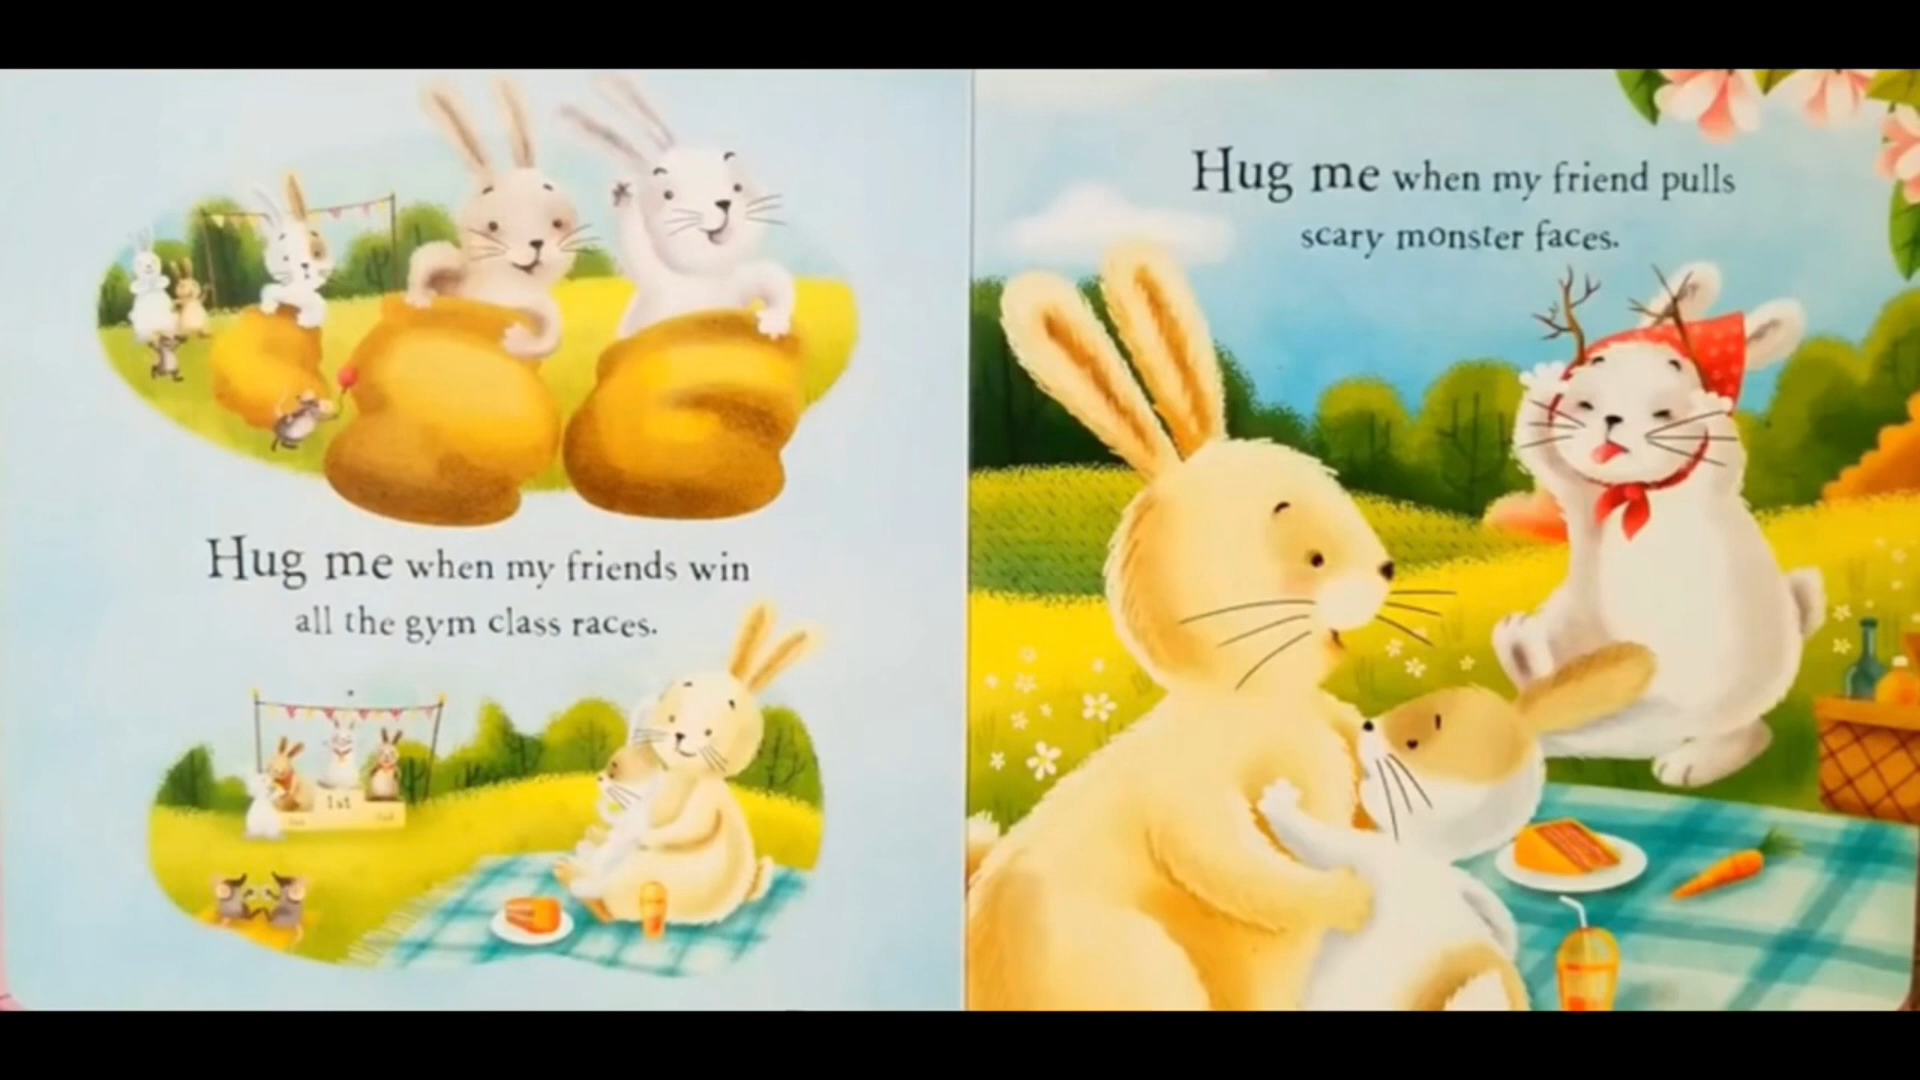 Hug me when my friends win
all the gym class races.
1st
Hug me when my friend pulls
scary monster faces.